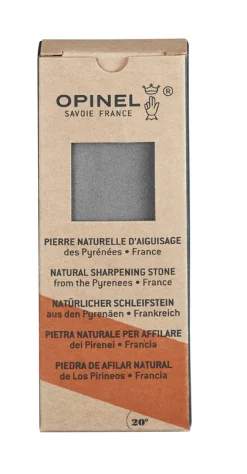 OPINEL®
SAVOIE FRANCE
PIERRE NATURELLE D'AIGUISAGE
des Pyrénées • France
NATURAL SHARPENING STONE
from the Pyrenees • France
NATÜRLICHER SCHLEIFSTEIN
aus den Pyrenäen • Frankreich
PIETRA NATURALE PER AFFILARE
dei Pirenei • Francia
PIEDRA DE AFILAR NATURAL
de Los Pirineos • Francia
20°